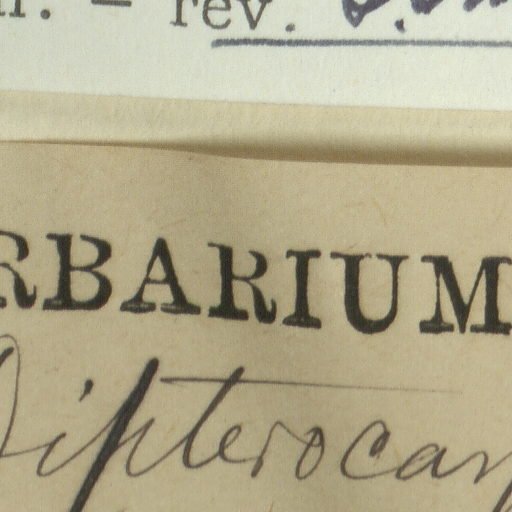 — rev.
RBARIUM
Dipterocar